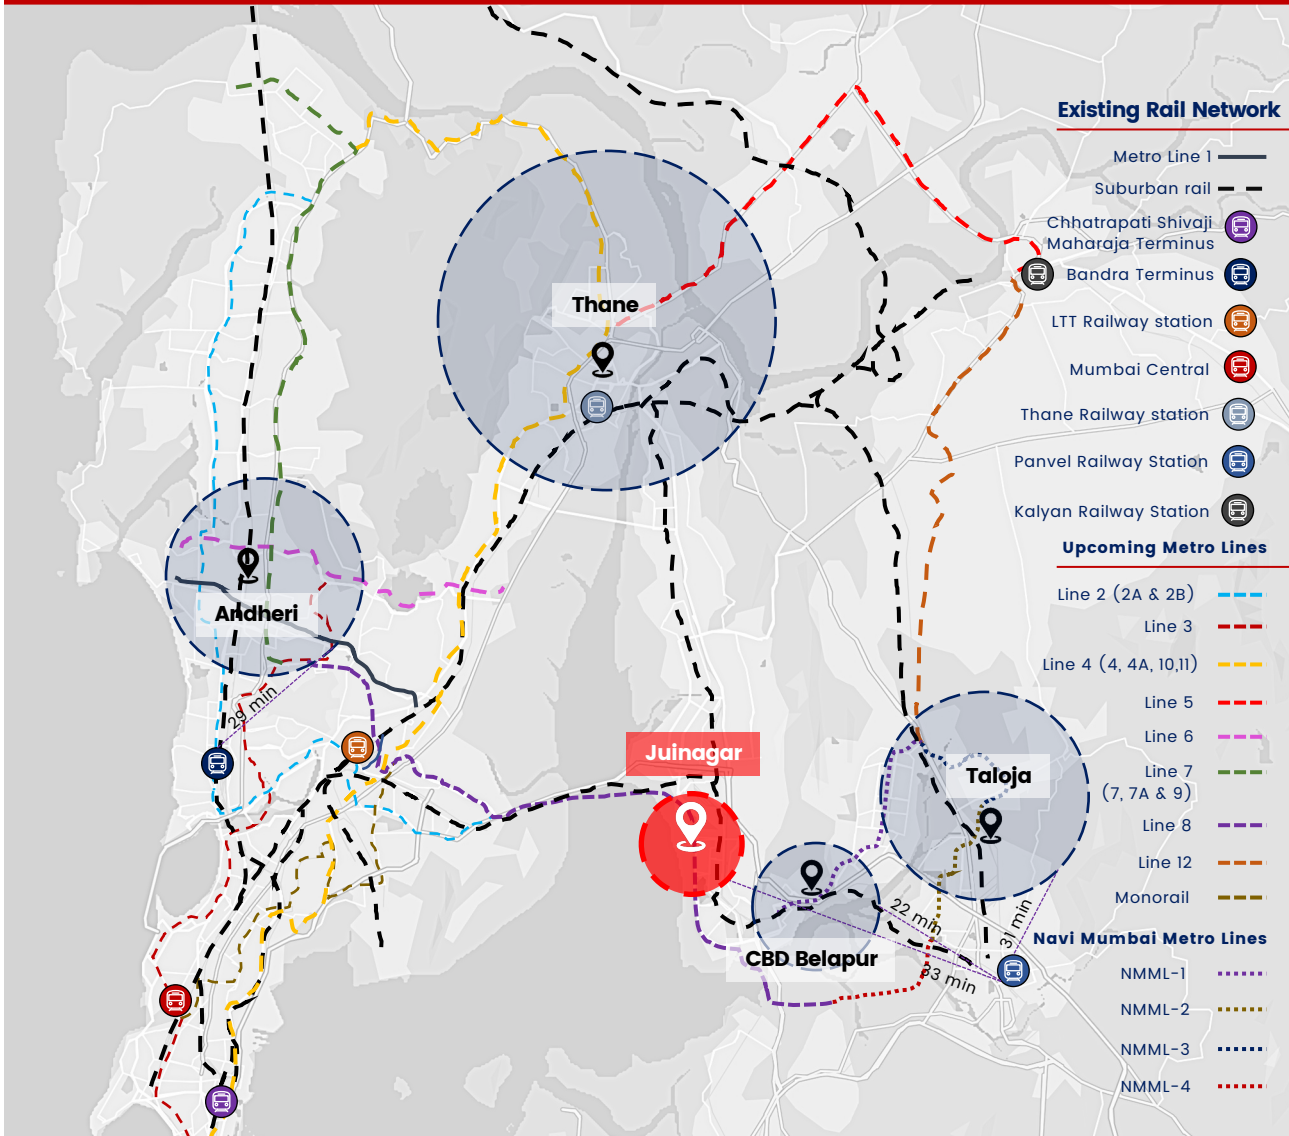 Existing Rail Network
Metro Line 1
Suburban rail
Chhatrapati Shivaji
Maharaja Terminus
Bandra Terminus
LTT Railway station
Mumbai Central
Thane Railway station
Panvel Railway Station
Kalyan Railway Station
Upcoming Metro Lines
Line 2 (2A & 2B)
Line 3
Line 4 (4, 4A, 10,11)
Line 5
Line 6
Line 7
(7, 7A & 9)
Line 8
Line 12
Monorail
Navi Mumbai Metro Lines
NMML-1
NMML-2
NMML-3
NMML-4
Thane
Andheri
29 min
Juinagar
Taloja
CBD Belapur
22 min
33 min
31 min